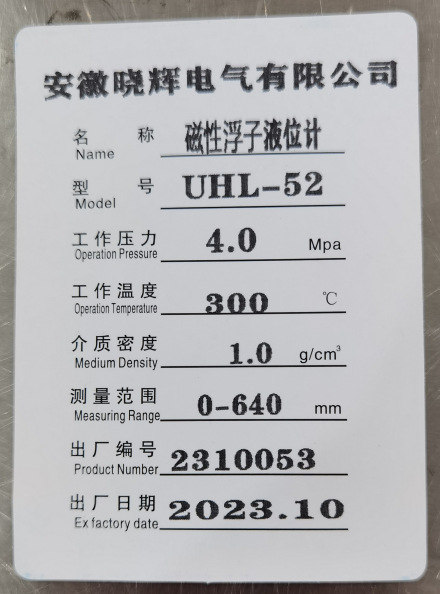 安徽晓辉电气有限公司
名 称 磁性浮子液位计
Name
型 号 UHL-52
Model
工作压力 4.0 Mpa
Operation Pressure
工作温度 300 ℃
Operation Temperature
介质密度 1.0 g/cm³
Medium Density
测量范围 0-640 mm
Measuring Range
出厂编号 2310053
Product Number
出厂日期 2023.10
Ex factory date